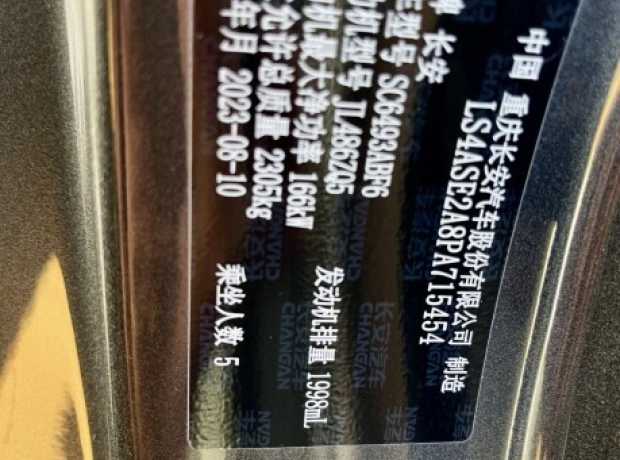 中国 重庆长安汽车股份有限公司 制造
LS4ASE2A8PA715454
牌 长安
车型号 SC6493ABF6
动机型号 JL486ZQ5 发动机排量 1998mL
机最大净功率 166kW
允许总质量 2305kg 乘坐人数 5
年月 2023-08-10